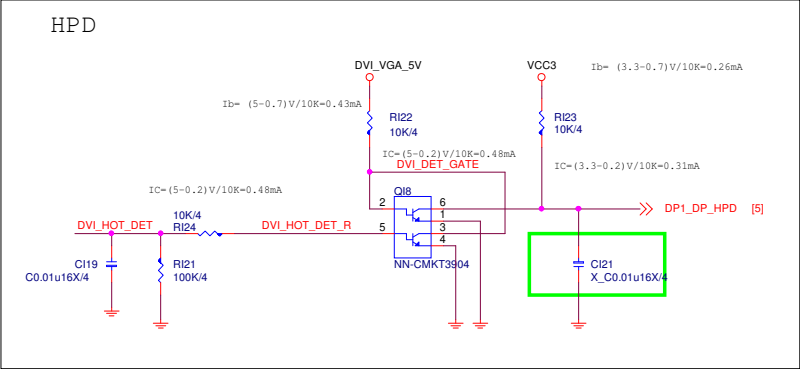 HPD
DVI_VGA_5V
VCC3
Ib= (3.3-0.7)V/10K=0.26mA
Ib= (5-0.7)V/10K=0.43mA
RI22
10K/4
RI23
10K/4
IC=(5-0.2)V/10K=0.48mA
DVI_DET_GATE
IC=(3.3-0.2)V/10K=0.31mA
IC=(5-0.2)V/10K=0.48mA
QI8
2
6
1
DP1_DP_HPD [5]
10K/4
RI24
DVI_HOT_DET
DVI_HOT_DET_R
5
3
4
NN-CMKT3904
CI19
C0.01u16X/4
RI21
100K/4
CI21
X_C0.01u16X/4